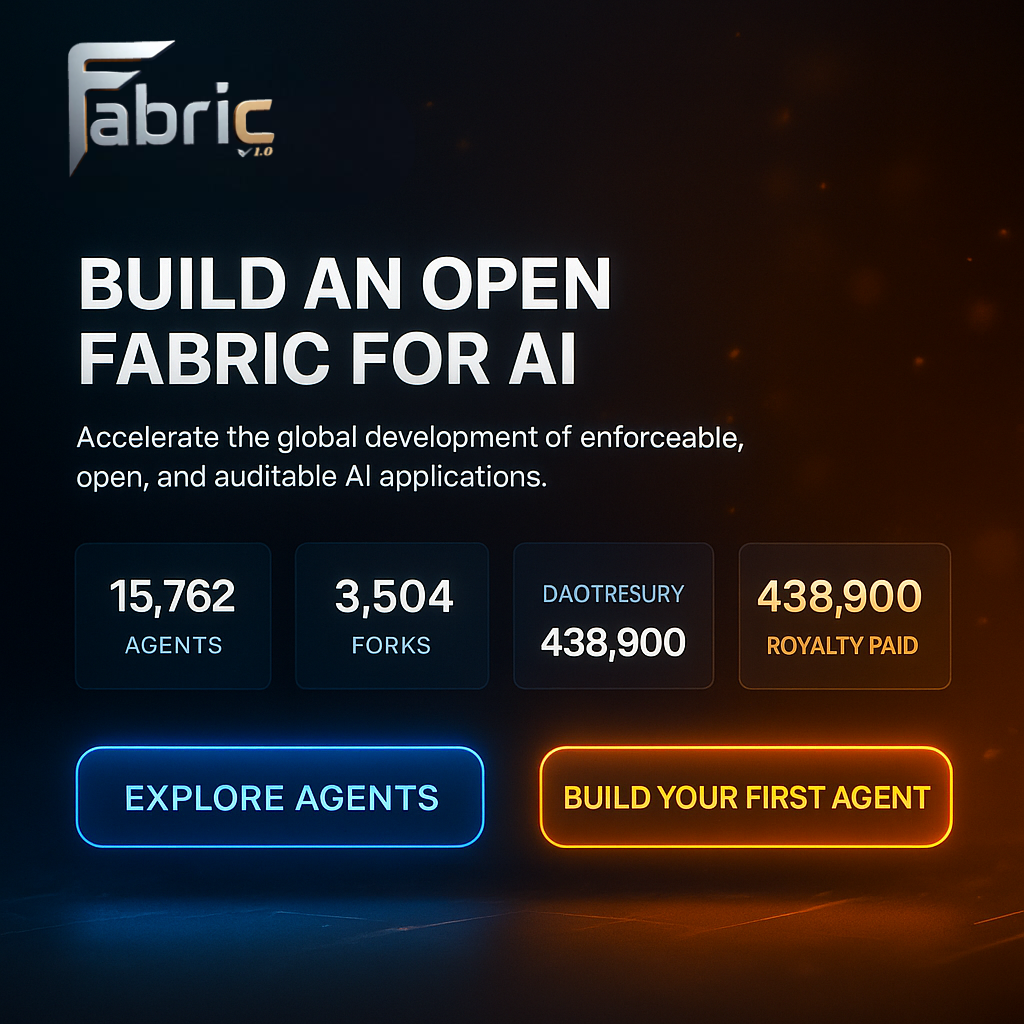 Fabric
v1.0
BUILD AN OPEN
FABRIC FOR AI
Accelerate the global development of enforceable,
open, and auditable AI applications.
15,762
AGENTS
3,504
FORKS
DAOTRESURY
438,900
438,900
ROYALTY PAID
EXPLORE AGENTS
BUILD YOUR FIRST AGENT